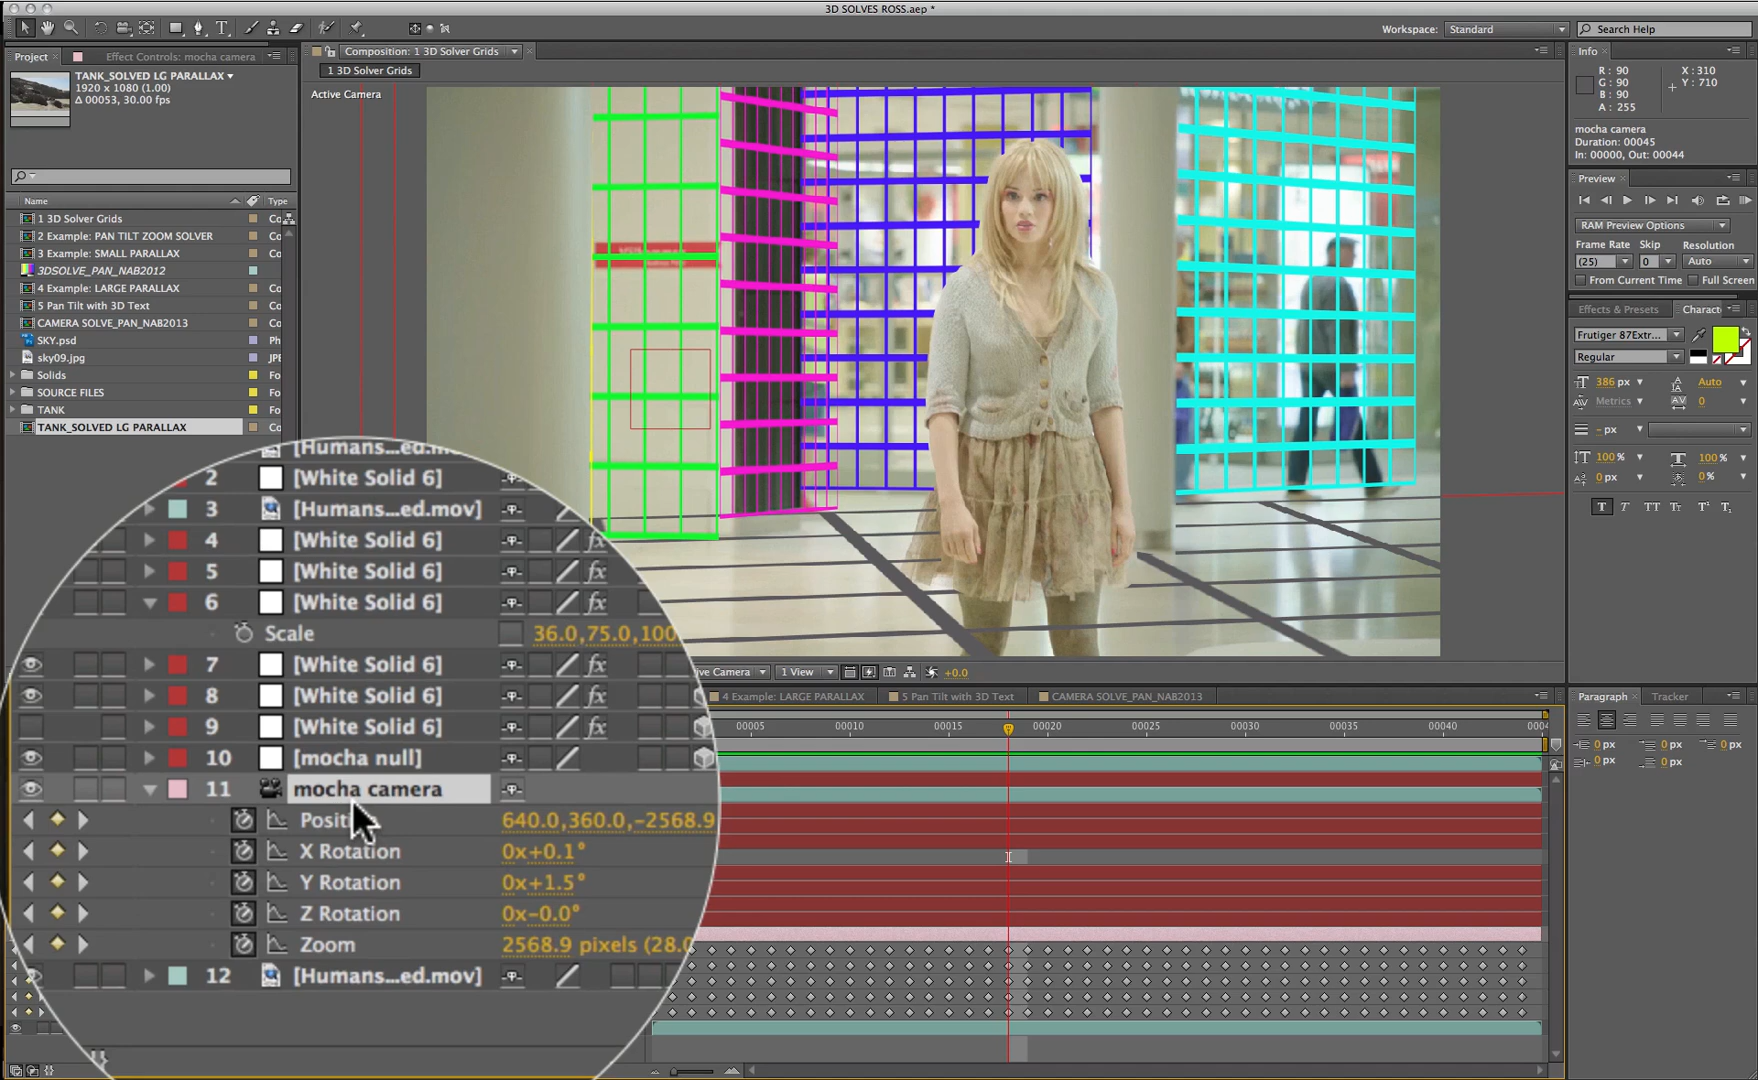 3D SOLVES ROSS.aep *
Workspace: Standard
Search Help
Project
Effect Controls: mocha camera
Composition: 1 3D Solver Grids
Info
1 3D Solver Grids
TANK_SOLVED LG PARALLAX
1920 x 1080 (1.00)
Δ 00053, 30.00 fps
Active Camera
R : 90
G : 90
B : 90
A : 255
X : 310
Y : 710
mocha camera
Duration: 00045
In: 00000, Out: 00044
Preview
RAM Preview Options
Frame Rate Skip Resolution
(25) 0 Auto
From Current Time Full Screen
Name Type
1 3D Solver Grids Co
2 Example: PAN TILT ZOOM SOLVER Co
3 Example: SMALL PARALLAX Co
3DSOLVE_PAN_NAB2012 Co
4 Example: LARGE PARALLAX Co
5 Pan Tilt with 3D Text Co
CAMERA SOLVE_PAN_NAB2013 Co
SKY.psd Ph
sky09.jpg JPE
Solids Fo
SOURCE FILES Fo
TANK Fo
TANK_SOLVED LG PARALLAX Co
Effects & Presets Charact
Frutiger 87Extr...
Regular
386 px Auto
Metrics 0
- px
100 % 100 %
0 px 0 %
T T TT Tт T¹ T₁
[Humans...ed.mov]
2 [White Solid 6]
3 [Humans...ed.mov]
4 [White Solid 6] fx
5 [White Solid 6] fx
6 [White Solid 6] fx
Scale 36.0,75.0,100
7 [White Solid 6] fx
8 [White Solid 6] fx
9 [White Solid 6] fx
10 [mocha null]
11 mocha camera
Positi
640.0,360.0,-2568.9
X Rotation 0x+0.1°
Y Rotation 0x+1.5°
Z Rotation 0x-0.0°
Zoom 2568.9 pixels (28.0
12 [Humans...ed.mov]
ve Camera 1 View +0.0
4 Example: LARGE PARALLAX
5 Pan Tilt with 3D Text
CAMERA SOLVE_PAN_NAB2013
00005 00010 00015 00020 00025 00030 00035 00040 0004
Paragraph Tracker
0 px 0 px 0 px
0 px 0 px